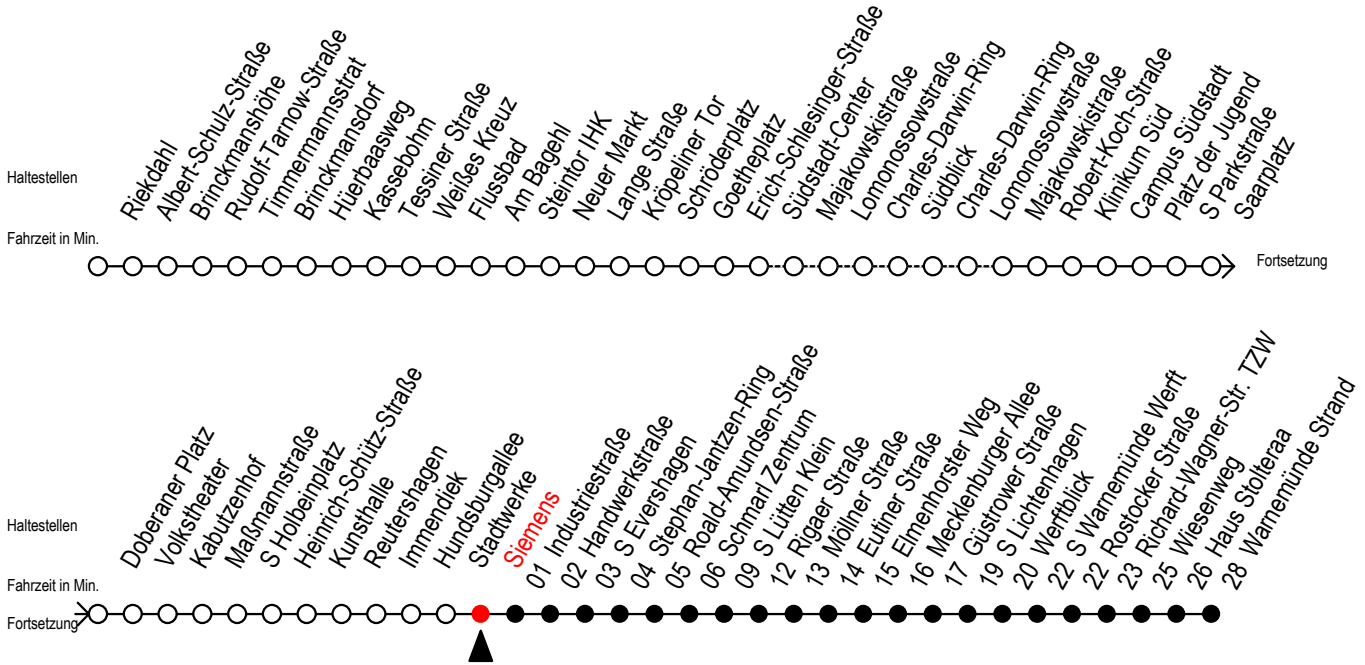 Haltestellen
Fahrzeit in Min.
Riekdahl
Albert-Schulz-Straße
Brinckmanshöhe
Rudolf-Tarnow-Straße
Timmermannsstrat
Brinckmansdorf
Hüerbaasweg
Kassebohm
Tessiner Straße
Weißes Kreuz
Flussbad
Am Bagehl
Steintor IHK
Neuer Markt
Lange Straße
Kröpeliner Tor
Schröderplatz
Goetheplatz
Erich-Schlesinger-Straße
Südstadt-Center
Majakowskistraße
Lomonossowstraße
Charles-Darwin-Ring
Südblick
Charles-Darwin-Ring
Lomonossowstraße
Majakowskistraße
Robert-Koch-Straße
Klinikum Süd
Campus Südstadt
Platz der Jugend
S Parkstraße
Saarplatz
Fortsetzung
Haltestellen
Fahrzeit in Min.
Fortsetzung
Doberaner Platz
Volkstheater
Kabutzenhof
Maßmannstraße
S Holbeinplatz
Heinrich-Schütz-Straße
Kunsthalle
Reutershagen
Immendiek
Hundsburgallee
Stadtwerke
Siemens
01 Industriestraße
02 Handwerkstraße
03 S Evershagen
04 Stephan-Jantzen-Ring
05 Roald-Amundsen-Straße
06 Schmarl Zentrum
09 S Lütten Klein
12 Rigaer Straße
13 Möllner Straße
14 Eutiner Straße
15 Elmenhorster Weg
16 Mecklenburger Allee
17 Güstrower Straße
19 S Lichtenhagen
20 Werftblick
22 S Warnemünde Werft
22 Rostocker Straße
23 Richard-Wagner-Str. TZW
25 Wiesenweg
26 Haus Stolteraa
28 Warnemünde Strand